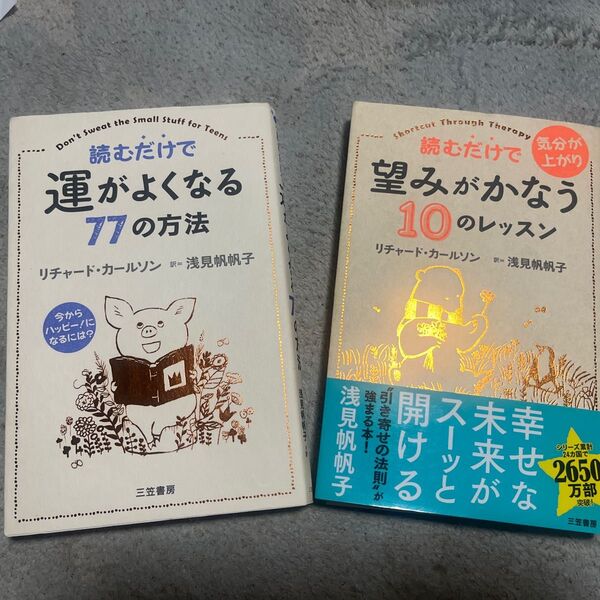 Don't Sweat the Small Stuff for Teens
読むだけで
運がよくなる
77の方法
リチャード・カールソン 訳=浅見帆帆子
今から
ハッピー!に
なるには?
三笠書房
Shortcut Through Therapy
読むだけで
気分が
上がり
望みがかなう
10のレッスン
リチャード・カールソン 訳=浅見帆帆子
幸せな
未来が
スーッと
開ける
"引き寄せの法則"が
強まる本!
浅見帆帆子
シリーズ累計
24カ国で
2650
万部
突破!
三笠書房